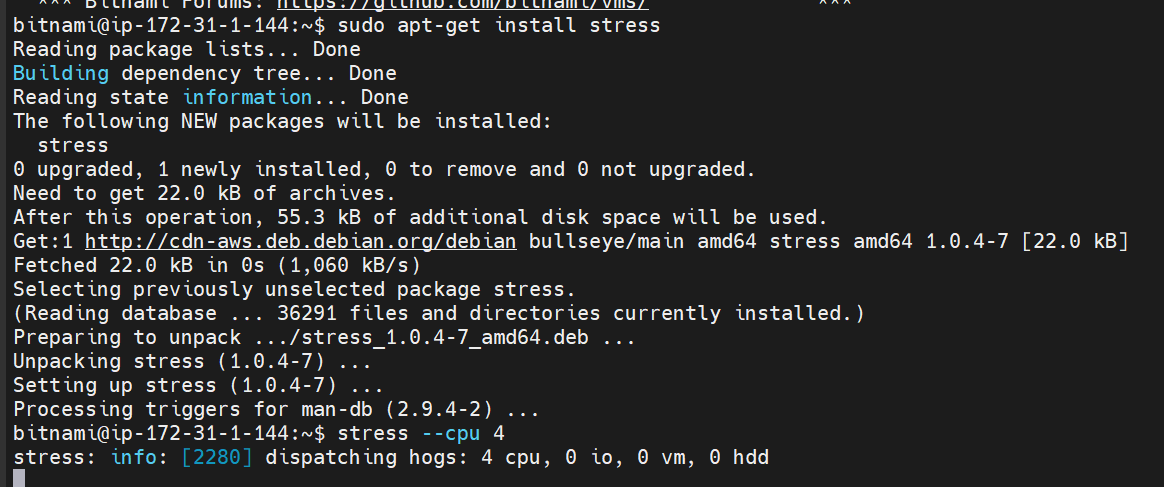 *** Bitnami Forums: https://github.com/bitnami/vms/ ***
bitnami@ip-172-31-1-144:~$ sudo apt-get install stress
Reading package lists... Done
Building dependency tree... Done
Reading state information... Done
The following NEW packages will be installed:
  stress
0 upgraded, 1 newly installed, 0 to remove and 0 not upgraded.
Need to get 22.0 kB of archives.
After this operation, 55.3 kB of additional disk space will be used.
Get:1 http://cdn-aws.deb.debian.org/debian bullseye/main amd64 stress amd64 1.0.4-7 [22.0 kB]
Fetched 22.0 kB in 0s (1,060 kB/s)
Selecting previously unselected package stress.
(Reading database ... 36291 files and directories currently installed.)
Preparing to unpack .../stress_1.0.4-7_amd64.deb ...
Unpacking stress (1.0.4-7) ...
Setting up stress (1.0.4-7) ...
Processing triggers for man-db (2.9.4-2) ...
bitnami@ip-172-31-1-144:~$ stress --cpu 4
stress: info: [2280] dispatching hogs: 4 cpu, 0 io, 0 vm, 0 hdd